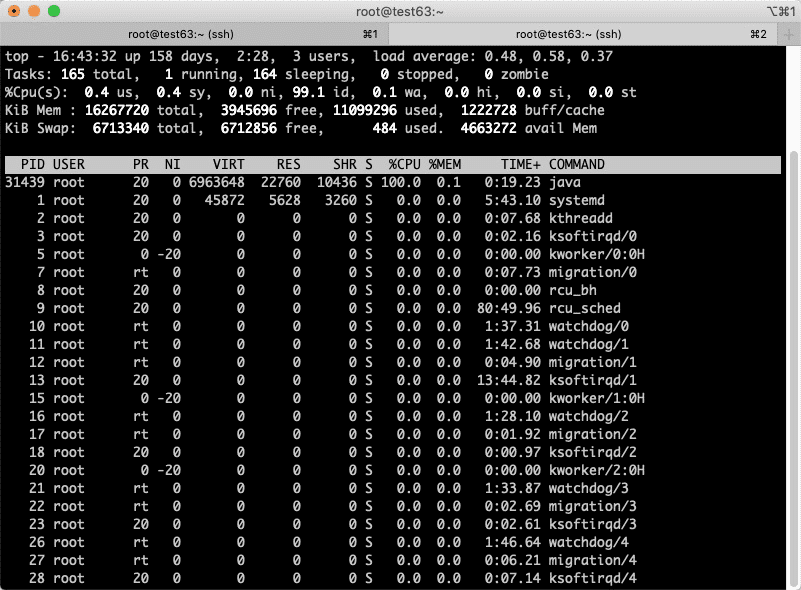 root@test63:~
⌥⌘1
root@test63:~ (ssh) ⌘1 root@test63:~ (ssh) ⌘2
top - 16:43:32 up 158 days,  2:28,  3 users,  load average: 0.48, 0.58, 0.37
Tasks: 165 total,   1 running, 164 sleeping,   0 stopped,   0 zombie
%Cpu(s):  0.4 us,  0.4 sy,  0.0 ni, 99.1 id,  0.1 wa,  0.0 hi,  0.0 si,  0.0 st
KiB Mem : 16267720 total,  3945696 free, 11099296 used,  1222728 buff/cache
KiB Swap:  6713340 total,  6712856 free,      484 used.  4663272 avail Mem
PID USER      PR  NI    VIRT    RES    SHR S  %CPU %MEM     TIME+ COMMAND
31439 root      20   0 6963648  22760  10436 S 100.0  0.1   0:19.23 java
1 root      20   0   45872   5628   3260 S   0.0  0.0   5:43.10 systemd
2 root      20   0       0      0      0 S   0.0  0.0   0:07.68 kthreadd
3 root      20   0       0      0      0 S   0.0  0.0   0:02.16 ksoftirqd/0
5 root       0 -20       0      0      0 S   0.0  0.0   0:00.00 kworker/0:0H
7 root      rt   0       0      0      0 S   0.0  0.0   0:07.73 migration/0
8 root      20   0       0      0      0 S   0.0  0.0   0:00.00 rcu_bh
9 root      20   0       0      0      0 S   0.0  0.0  80:49.96 rcu_sched
10 root      rt   0       0      0      0 S   0.0  0.0   1:37.31 watchdog/0
11 root      rt   0       0      0      0 S   0.0  0.0   1:42.68 watchdog/1
12 root      rt   0       0      0      0 S   0.0  0.0   0:04.90 migration/1
13 root      20   0       0      0      0 S   0.0  0.0  13:44.82 ksoftirqd/1
15 root       0 -20       0      0      0 S   0.0  0.0   0:00.00 kworker/1:0H
16 root      rt   0       0      0      0 S   0.0  0.0   1:28.10 watchdog/2
17 root      rt   0       0      0      0 S   0.0  0.0   0:01.92 migration/2
18 root      20   0       0      0      0 S   0.0  0.0   0:00.97 ksoftirqd/2
20 root       0 -20       0      0      0 S   0.0  0.0   0:00.00 kworker/2:0H
21 root      rt   0       0      0      0 S   0.0  0.0   1:33.87 watchdog/3
22 root      rt   0       0      0      0 S   0.0  0.0   0:02.69 migration/3
23 root      20   0       0      0      0 S   0.0  0.0   0:02.61 ksoftirqd/3
26 root      rt   0       0      0      0 S   0.0  0.0   1:46.64 watchdog/4
27 root      rt   0       0      0      0 S   0.0  0.0   0:06.21 migration/4
28 root      20   0       0      0      0 S   0.0  0.0   0:07.14 ksoftirqd/4